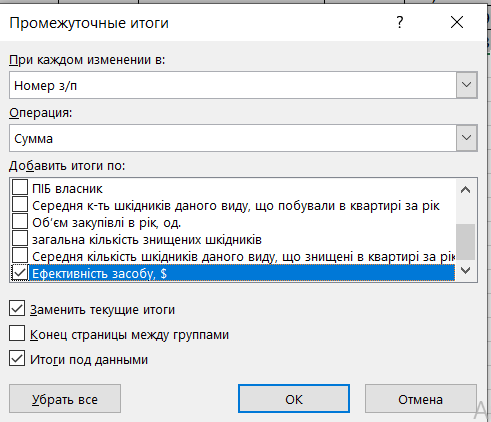 Промежуточные итоги
?
При каждом изменении в:
Номер з/п
Операция:
Сумма
Добавить итоги по:
ПІБ власник
Середня к-ть шкідників даного виду, що побували в квартирі за рік
Об'єм закупівлі в рік, од.
загальна кількість знищених шкідників
Середня кількість шкідників даного виду, що знищені в квартирі за рік
Ефективність засобу, $
Заменить текущие итоги
Конец страницы между группами
Итоги под данными
Убрать все
ОК
Отмена